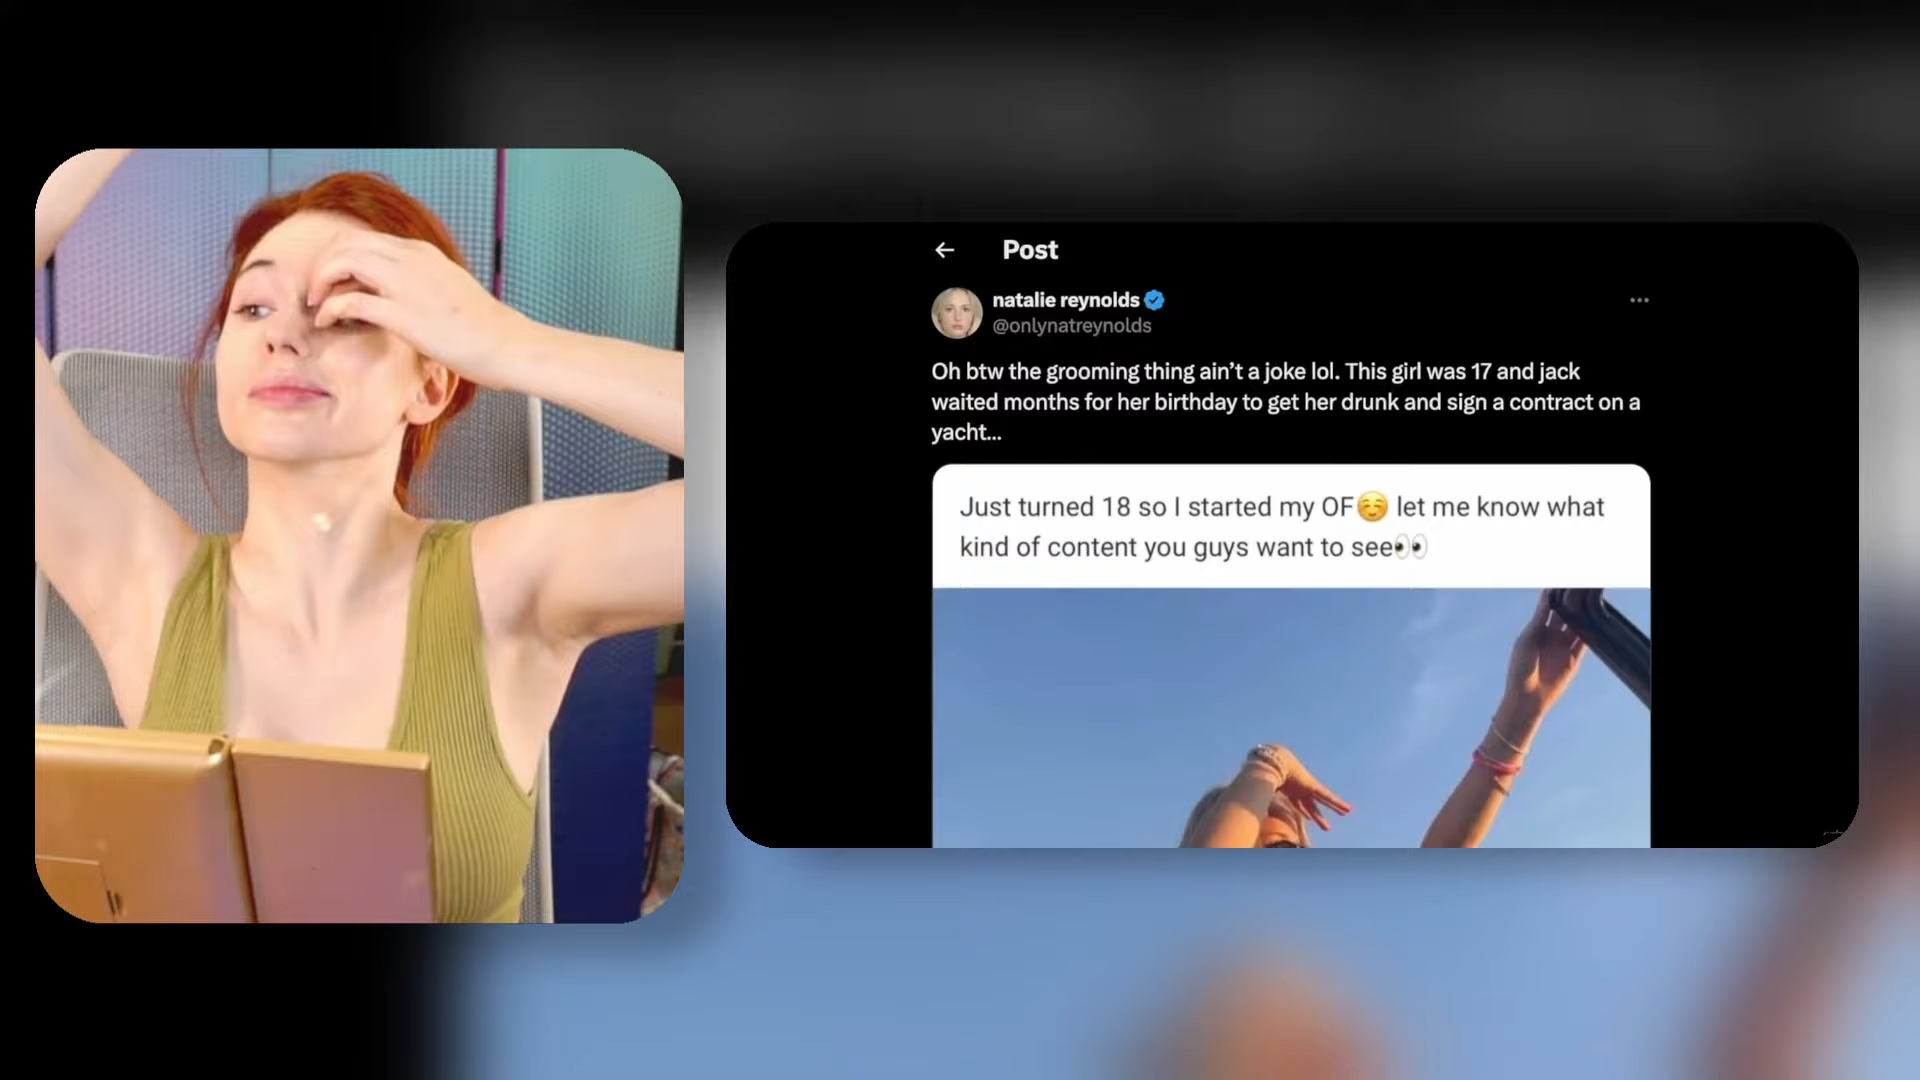 Post
natalie reynolds
@onlynatreynolds
Oh btw the grooming thing ain’t a joke lol. This girl was 17 and jack
waited months for her birthday to get her drunk and sign a contract on a
yacht...
Just turned 18 so I started my OF☺️ let me know what
kind of content you guys want to see👀